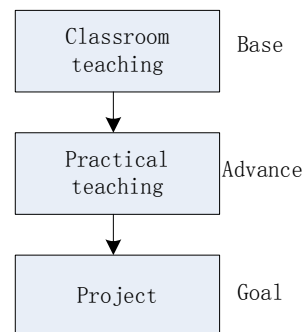 Classroom
teaching
Base
Practical
teaching
Advance
Project
Goal